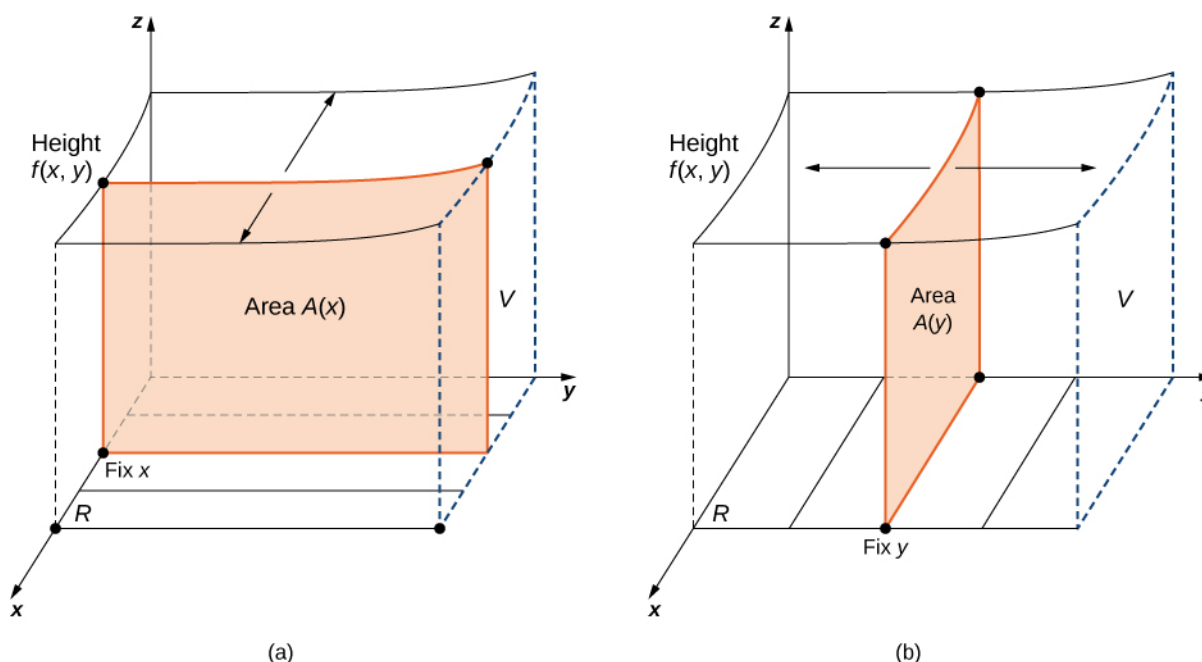 z
Height
f(x, y)
Area A(x)
V
y
Fix x
R
x
(a)
z
Height
f(x, y)
Area
A(y)
V
R
Fix y
x
(b)